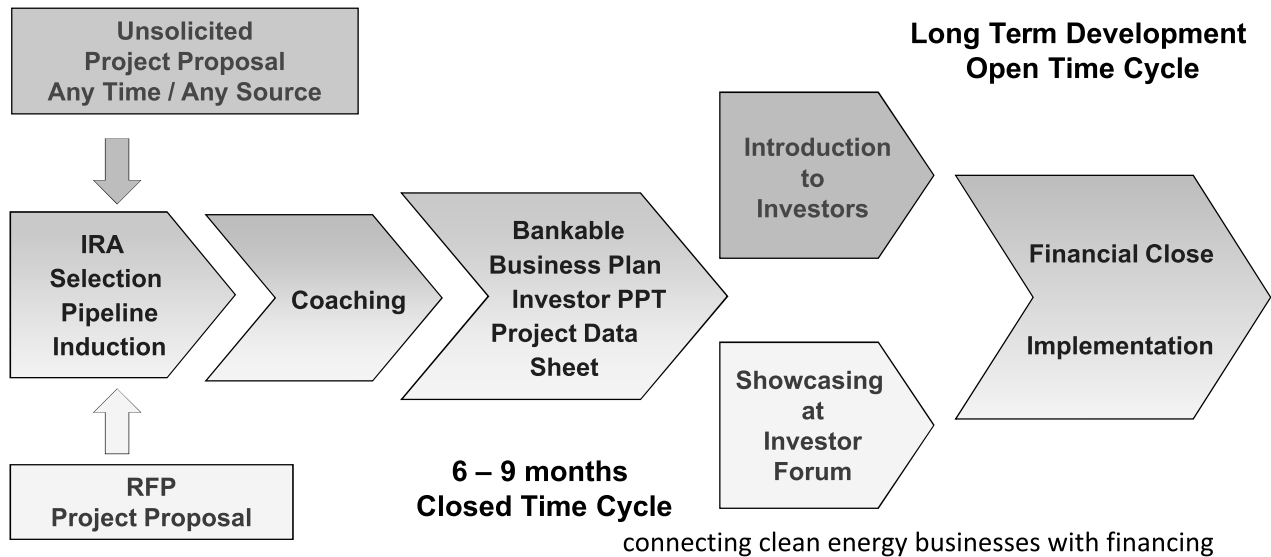 Unsolicited
Project Proposal
Any Time / Any Source
Long Term Development
Open Time Cycle
IRA
Selection
Pipeline
Induction
Coaching
Bankable
Business Plan
Investor PPT
Project Data
Sheet
Introduction
to
Investors
Showcasing
at
Investor
Forum
Financial Close
Implementation
RFP
Project Proposal
6 – 9 months
Closed Time Cycle
connecting clean energy businesses with financing